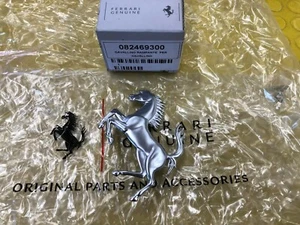 FERRARI
GENUINE
082469300
FERRARI
GENUINE
ORIGINAL PARTS AND ACCESSORIES